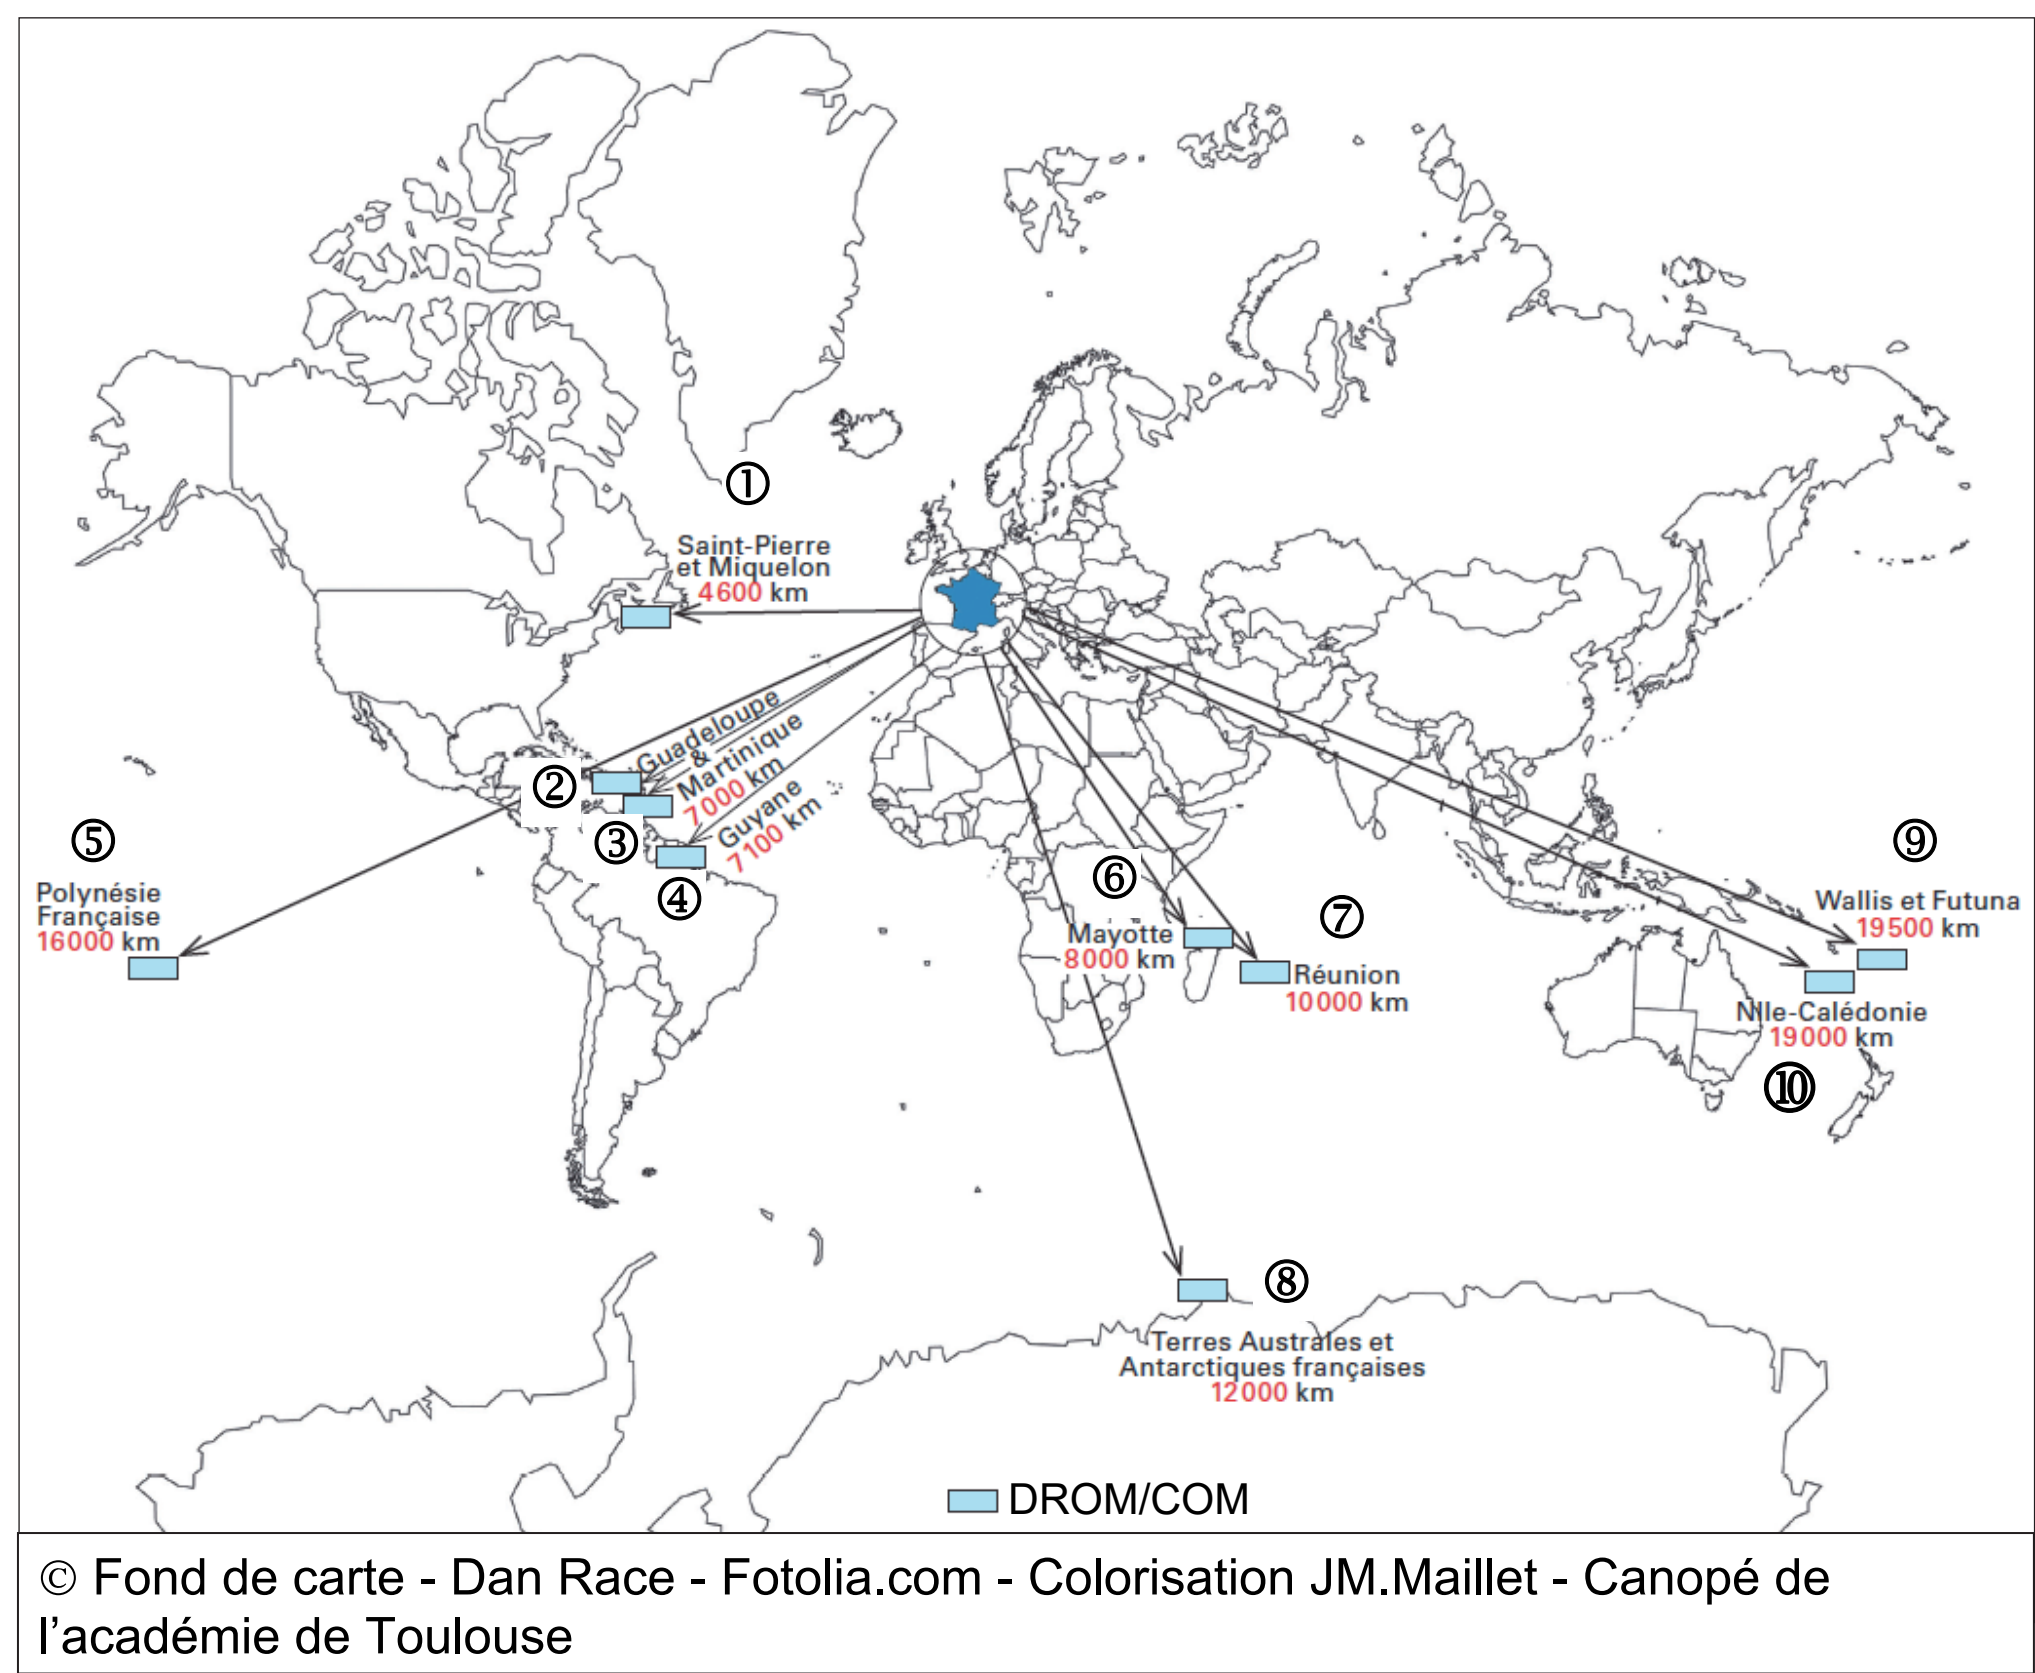 ①
Saint-Pierre
et Miquelon
4600 km
Guadeloupe
&
Martinique
7000 km
Guyane
7100 km
②
③
④
⑤
Polynésie
Française
16000 km
⑥
Mayotte
8000 km
⑦
Réunion
10000 km
⑨
Wallis et Futuna
19500 km
Nlle-Calédonie
19000 km
⑩
⑧
Terres Australes et
Antarctiques françaises
12000 km
DROM/COM
© Fond de carte - Dan Race - Fotolia.com - Colorisation JM.Maillet - Canopé de
l'académie de Toulouse